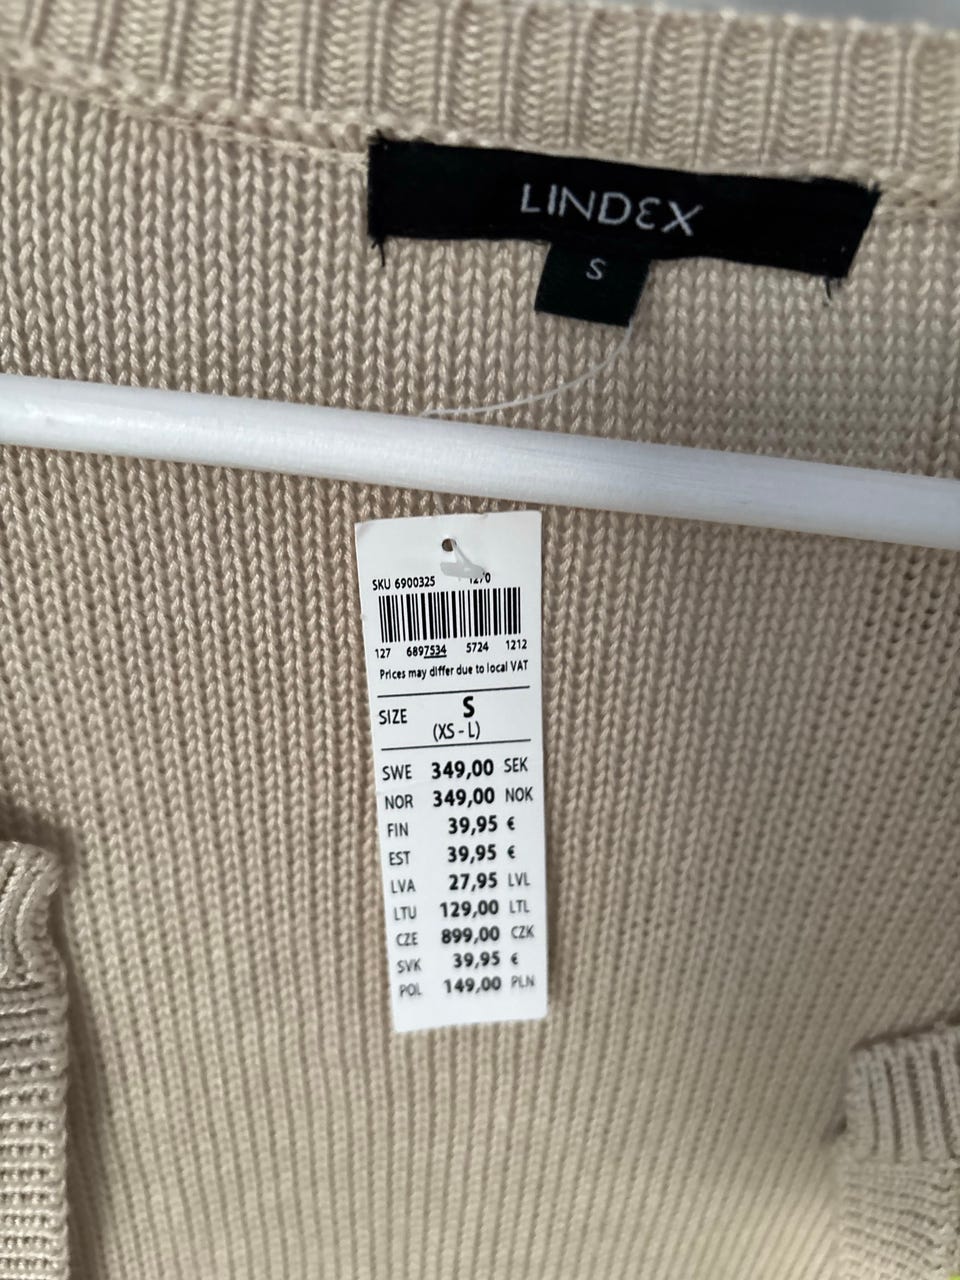 LINDEX
S
SKU 6900325 1270
127 6897534 5724 1212
Prices may differ due to local VAT
SIZE S
(XS - L)
SWE 349,00 SEK
NOR 349,00 NOK
FIN 39,95 €
EST 39,95 €
LVA 27,95 LVL
LTU 129,00 LTL
CZE 899,00 CZK
SVK 39,95 €
POL 149,00 PLN